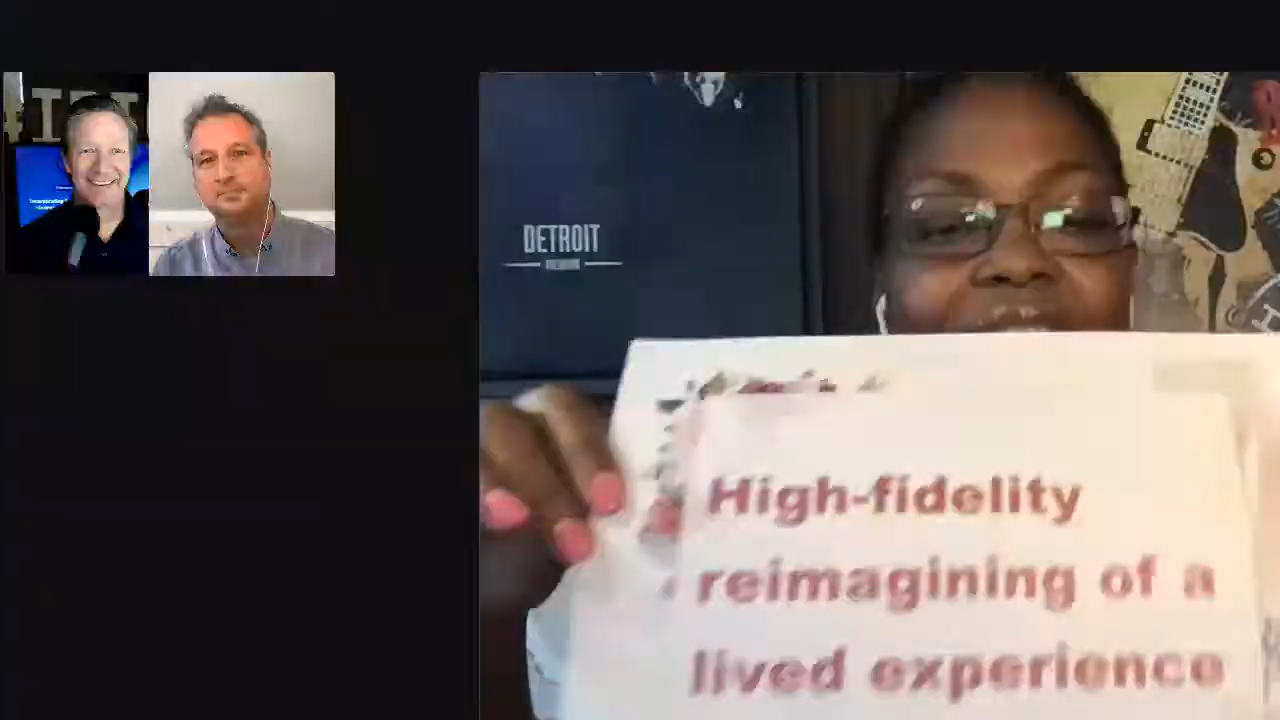 DETROIT
High-fidelity
reimagining of a
lived experience